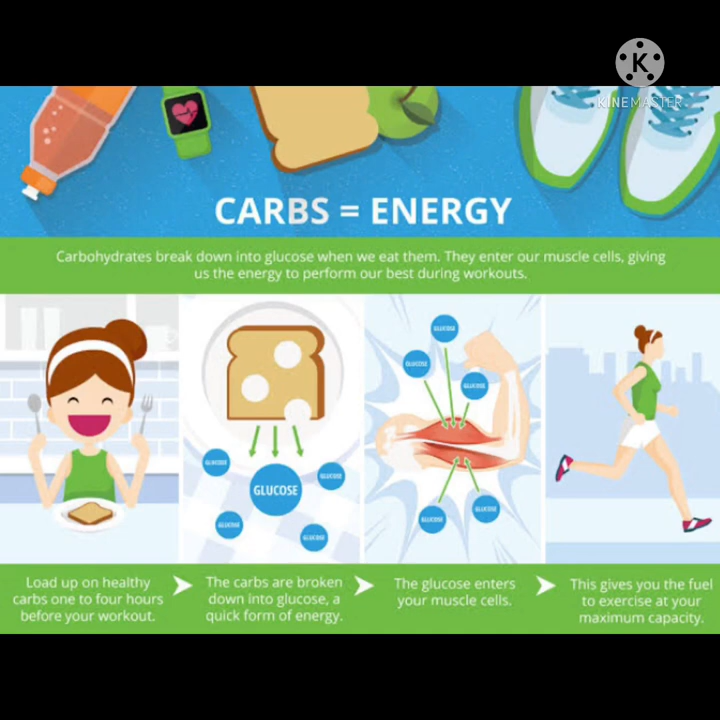 K
KINEMASTER
CARBS = ENERGY
Carbohydrates break down into glucose when we eat them. They enter our muscle cells, giving
us the energy to perform our best during workouts.
GLUCOSE
GLUCOSE
GLUCOSE
GLUCOSE
GLUCOSE
GLUCOSE
GLUCOSE
GLUCOSE
GLUCOSE
GLUCOSE
Load up on healthy
carbs one to four hours
before your workout.
The carbs are broken
down into glucose, a
quick form of energy.
The glucose enters
your muscle cells.
This gives you the fuel
to exercise at your
maximum capacity.